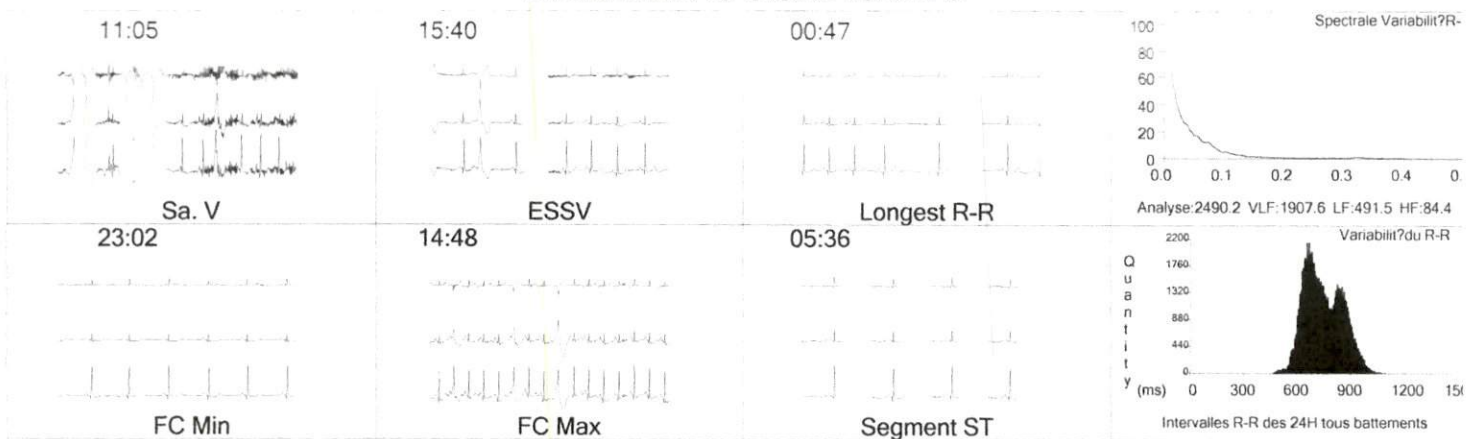 11:05
Sa. V
15:40
ESSV
00:47
Longest R-R
Spectrale Variabilit?R-
100
80
60
40
20
0
0.0 0.1 0.2 0.3 0.4 0.
Analyse:2490.2 VLF:1907.6 LF:491.5 HF:84.4
23:02
FC Min
14:48
FC Max
05:36
Segment ST
Variabilit?du R-R
Quantity
2200
1760
1320
880
440
0
(ms) 0 300 600 900 1200 150
Intervalles R-R des 24H tous battements